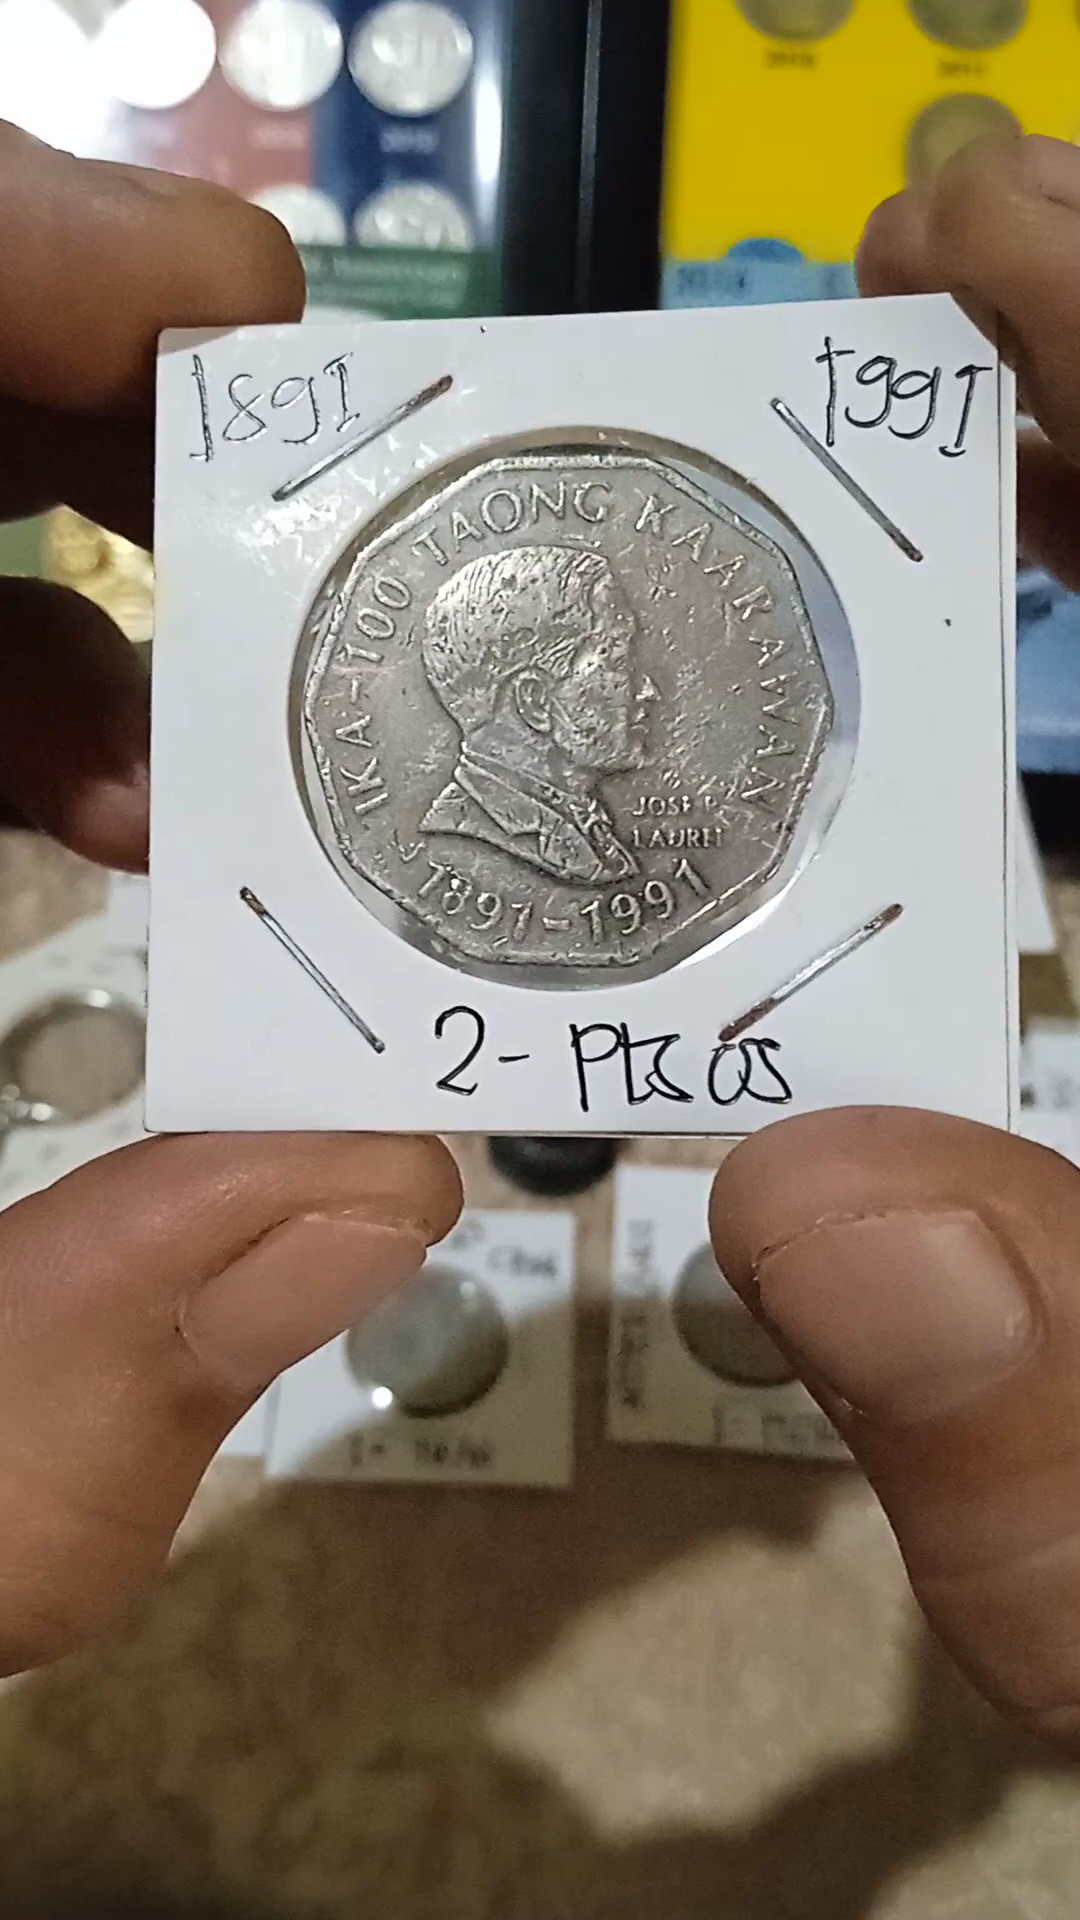 1891
1991
IKA-100 TAONG KAARAWAN
JOSE P.
LAUREL
1891-1991
2- PESOS